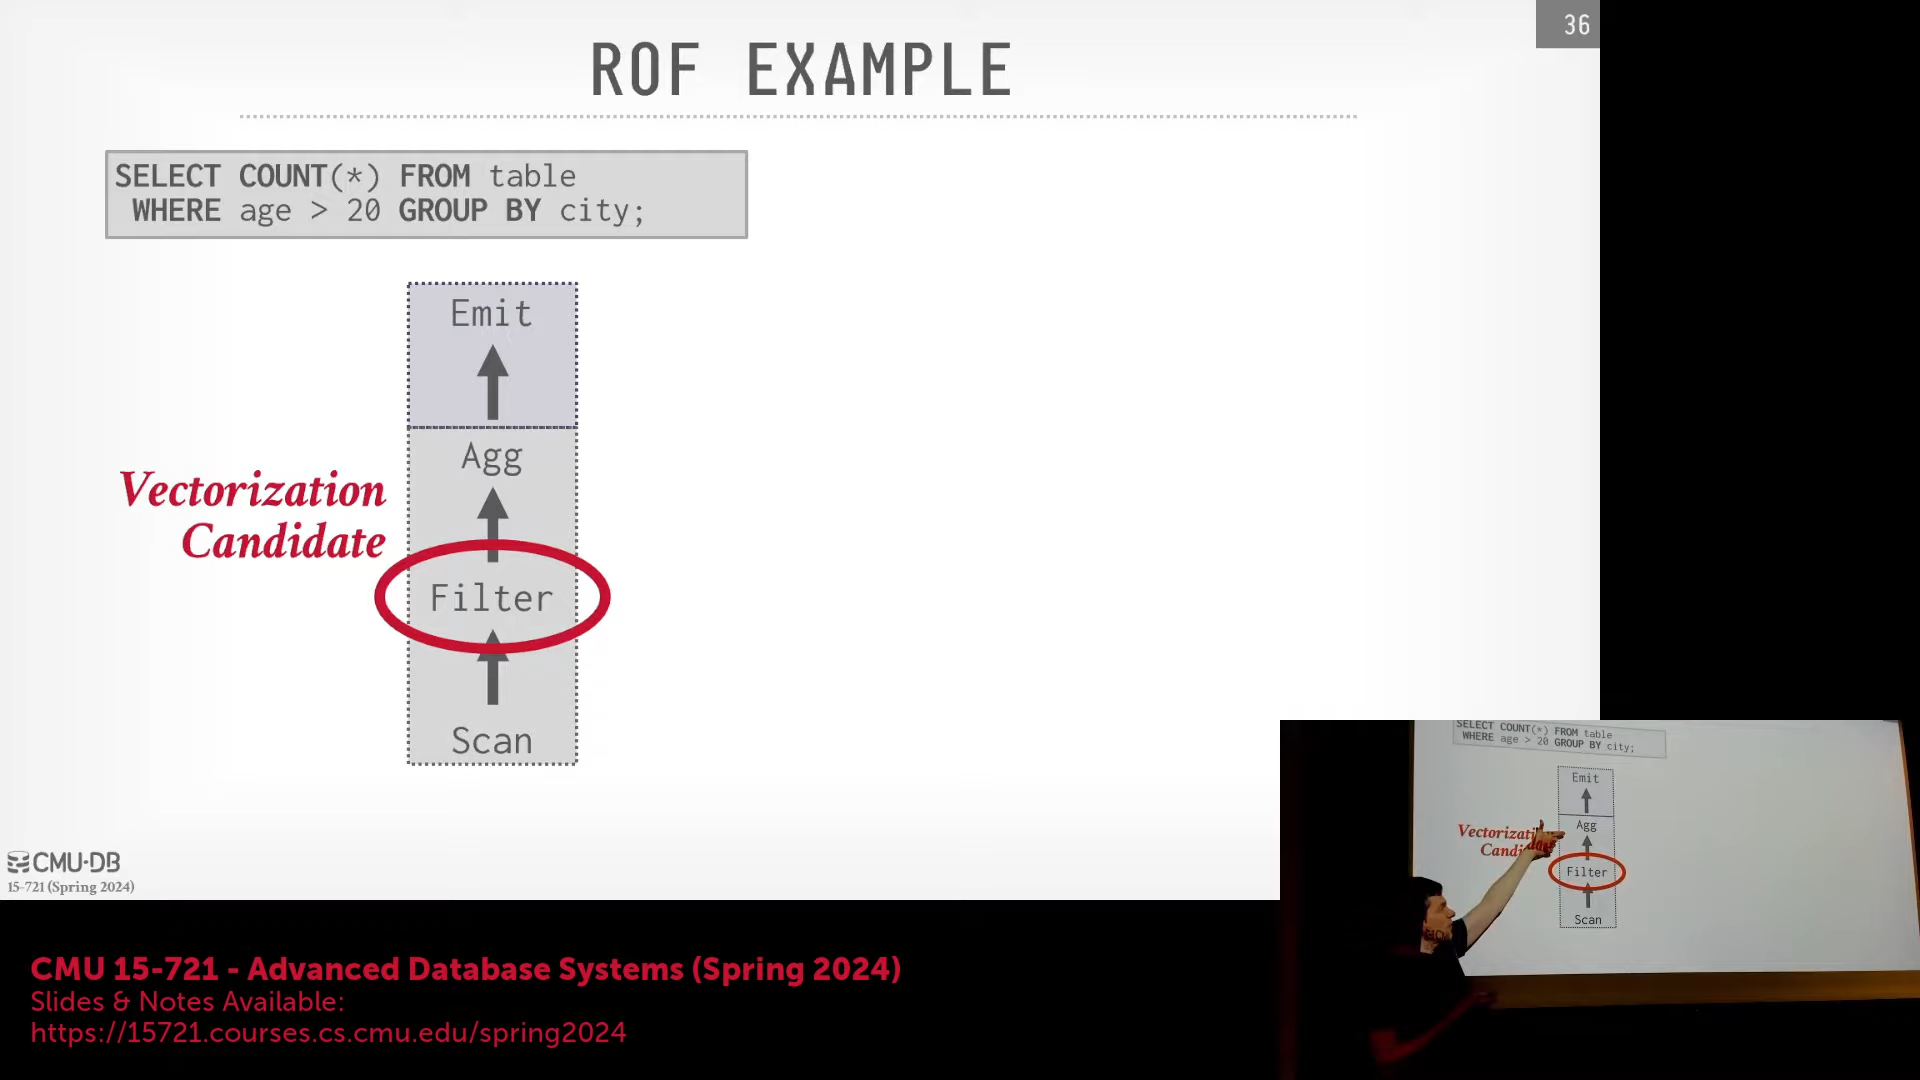 36
ROF EXAMPLE
SELECT COUNT(*) FROM table
WHERE age > 20 GROUP BY city;
Emit
Agg
Vectorization
Candidate
Filter
Scan
CMU·DB
15-721 (Spring 2024)
SELECT COUNT(*) FROM table
WHERE age > 20 GROUP BY city;
Emit
Agg
Filter
Scan
CMU 15-721 - Advanced Database Systems (Spring 2024)
Slides & Notes Available:
https://15721.courses.cs.cmu.edu/spring2024